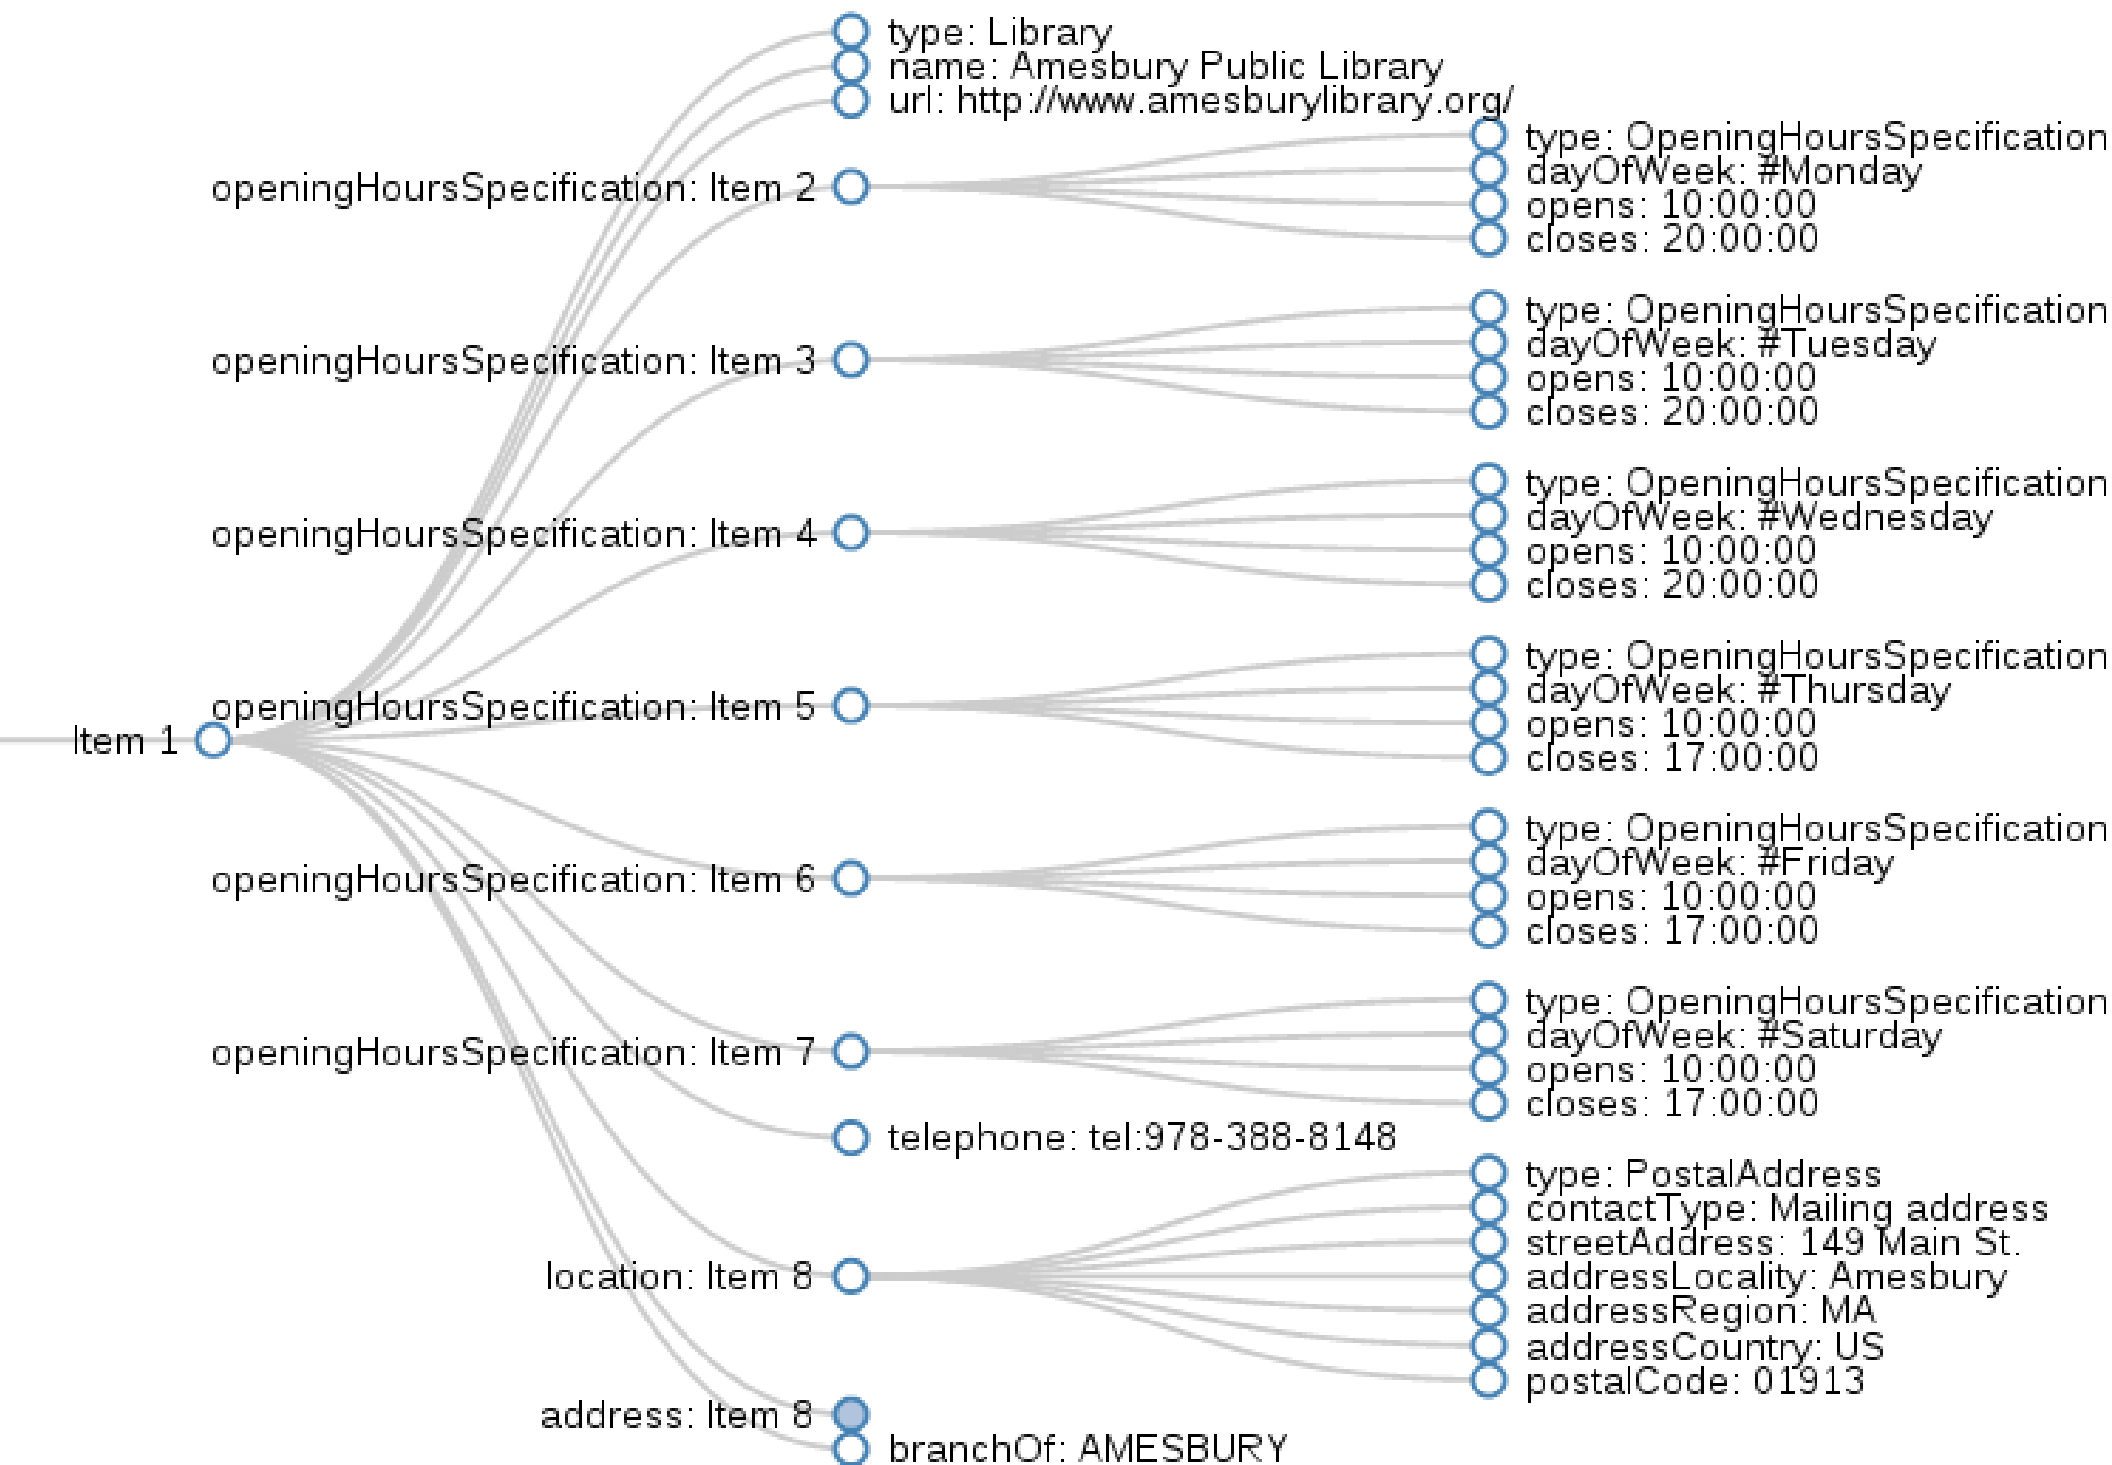 type: Library
name: Amesbury Public Library
url: http://www.amesburylibrary.org/
openingHoursSpecification: Item 2
type: OpeningHoursSpecification
dayOfWeek: #Monday
opens: 10:00:00
closes: 20:00:00
openingHoursSpecification: Item 3
type: OpeningHoursSpecification
dayOfWeek: #Tuesday
opens: 10:00:00
closes: 20:00:00
openingHoursSpecification: Item 4
type: OpeningHoursSpecification
dayOfWeek: #Wednesday
opens: 10:00:00
closes: 20:00:00
Item 1
openingHoursSpecification: Item 5
type: OpeningHoursSpecification
dayOfWeek: #Thursday
opens: 10:00:00
closes: 17:00:00
openingHoursSpecification: Item 6
type: OpeningHoursSpecification
dayOfWeek: #Friday
opens: 10:00:00
closes: 17:00:00
openingHoursSpecification: Item 7
type: OpeningHoursSpecification
dayOfWeek: #Saturday
opens: 10:00:00
closes: 17:00:00
telephone: tel:978-388-8148
location: Item 8
type: PostalAddress
contactType: Mailing address
streetAddress: 149 Main St.
addressLocality: Amesbury
addressRegion: MA
addressCountry: US
postalCode: 01913
address: Item 8
branchOf: AMESBURY